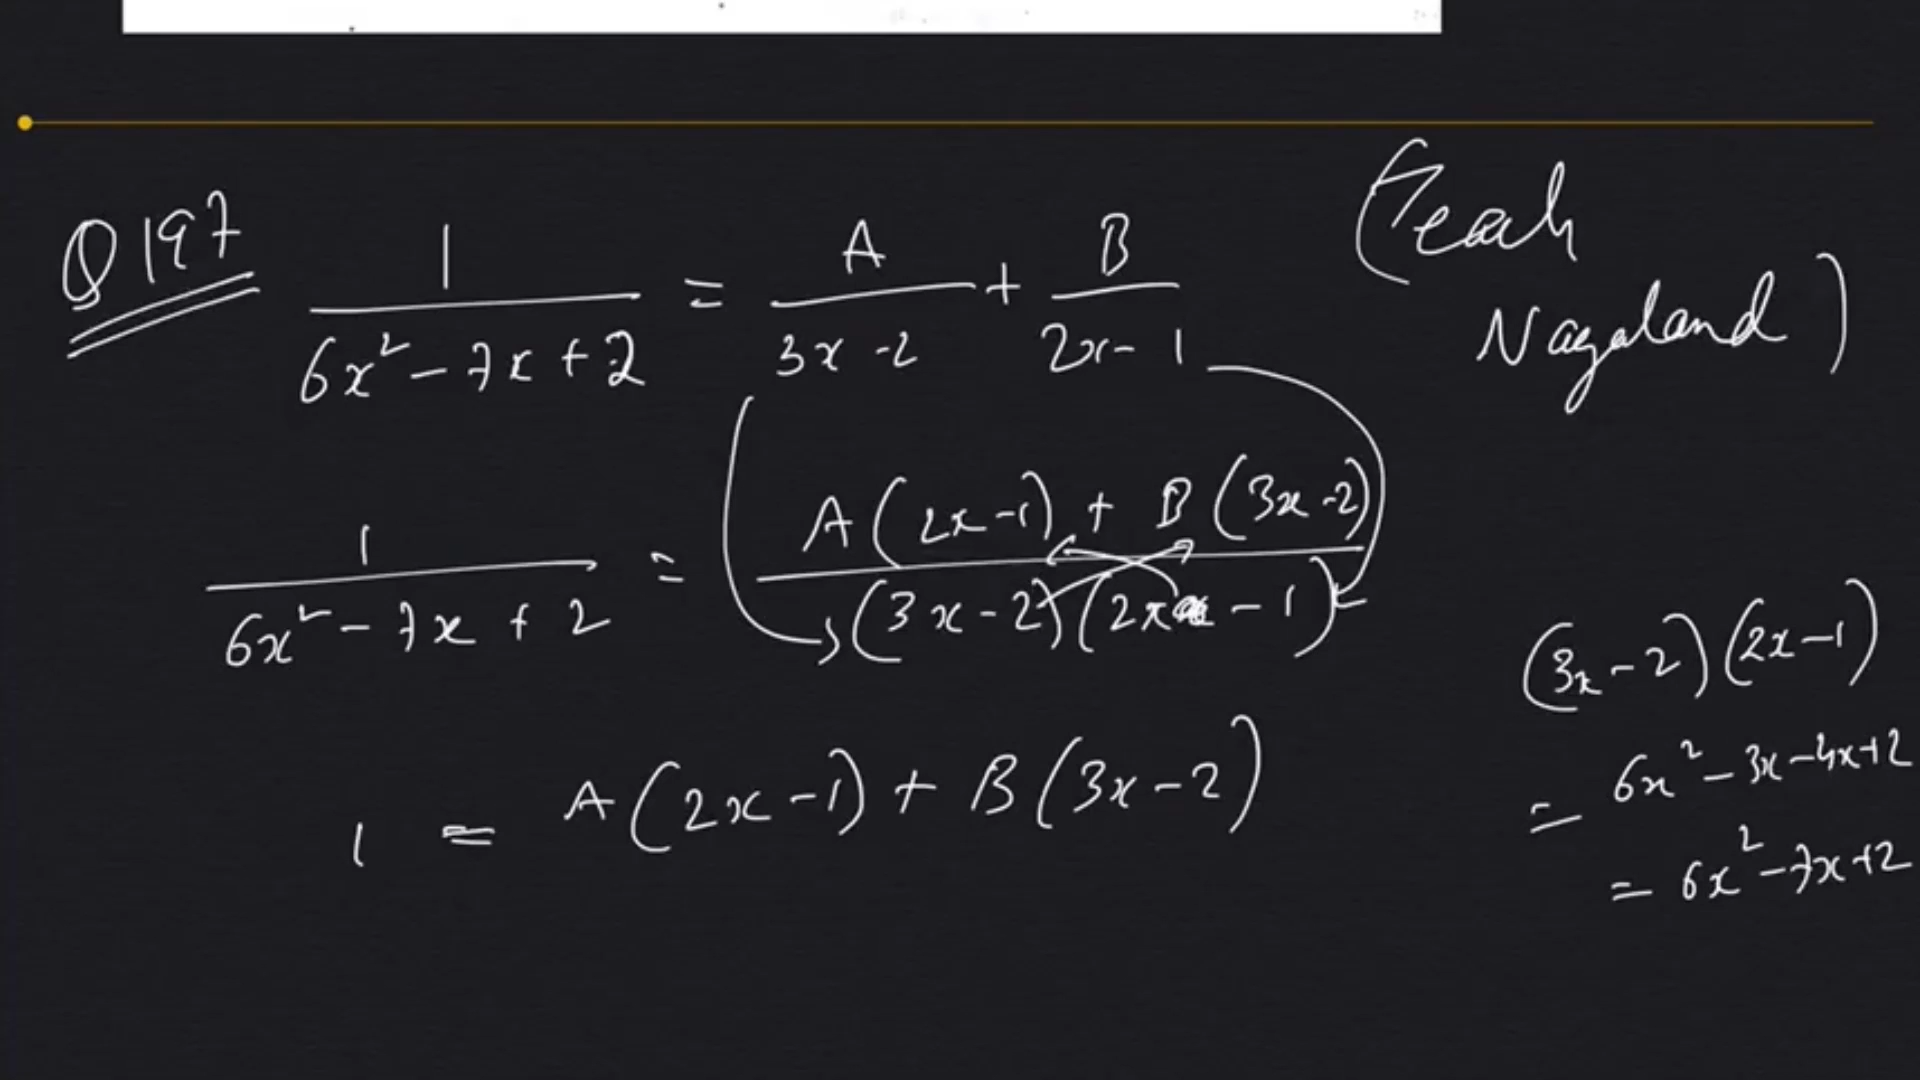 Q197
1/(6x² - 7x + 2) = A/(3x - 2) + B/(2x - 1)
(Teach
Nagaland)
1/(6x² - 7x + 2) = (A(2x - 1) + B(3x - 2))/((3x - 2)(2x - 1))
1 = A(2x - 1) + B(3x - 2)
(3x - 2)(2x - 1)
= 6x² - 3x - 4x + 2
= 6x² - 7x + 2